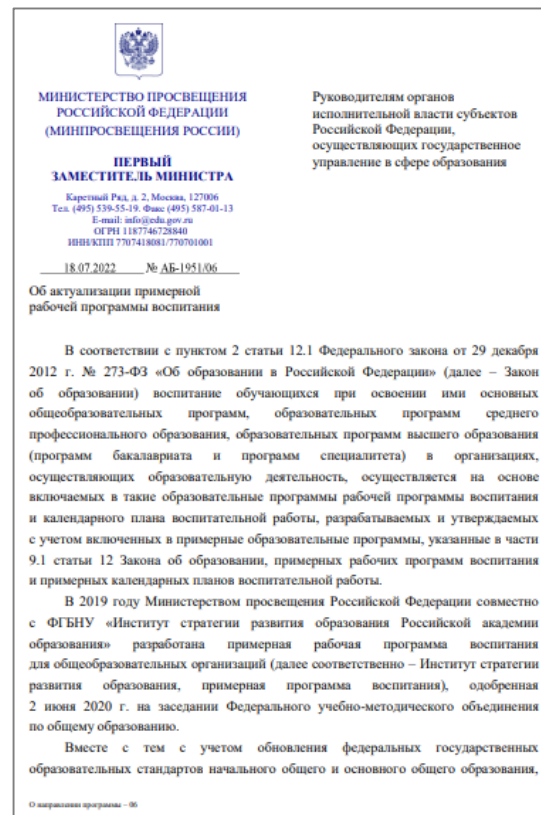 МИНИСТЕРСТВО ПРОСВЕЩЕНИЯ
РОССИЙСКОЙ ФЕДЕРАЦИИ
(МИНПРОСВЕЩЕНИЯ РОССИИ)
ПЕРВЫЙ
ЗАМЕСТИТЕЛЬ МИНИСТРА
Каретный Ряд, д. 2, Москва, 127006
Тел. (495) 539-55-19. Факс (495) 587-01-13
E-mail: info@edu.gov.ru
ОГРН 1187746728840
ИНН/КПП 7707418081/770701001
18.07.2022 № АБ-1951/06
Руководителям органов
исполнительной власти субъектов
Российской Федерации,
осуществляющих государственное
управление в сфере образования
Об актуализации примерной
рабочей программы воспитания
В соответствии с пунктом 2 статьи 12.1 Федерального закона от 29 декабря
2012 г. № 273-ФЗ «Об образовании в Российской Федерации» (далее – Закон
об образовании) воспитание обучающихся при освоении ими основных
общеобразовательных программ, образовательных программ среднего
профессионального образования, образовательных программ высшего образования
(программ бакалавриата и программ специалитета) в организациях,
осуществляющих образовательную деятельность, осуществляется на основе
включаемых в такие образовательные программы рабочей программы воспитания
и календарного плана воспитательной работы, разрабатываемых и утверждаемых
с учетом включенных в примерные образовательные программы, указанные в части
9.1 статьи 12 Закона об образовании, примерных рабочих программ воспитания
и примерных календарных планов воспитательной работы.
В 2019 году Министерством просвещения Российской Федерации совместно
с ФГБНУ «Институт стратегии развития образования Российской академии
образования» разработана примерная рабочая программа воспитания
для общеобразовательных организаций (далее соответственно – Институт стратегии
развития образования, примерная программа воспитания), одобренная
2 июня 2020 г. на заседании Федерального учебно-методического объединения
по общему образованию.
Вместе с тем с учетом обновления федеральных государственных
образовательных стандартов начального общего и основного общего образования,
О направлении программы – 06